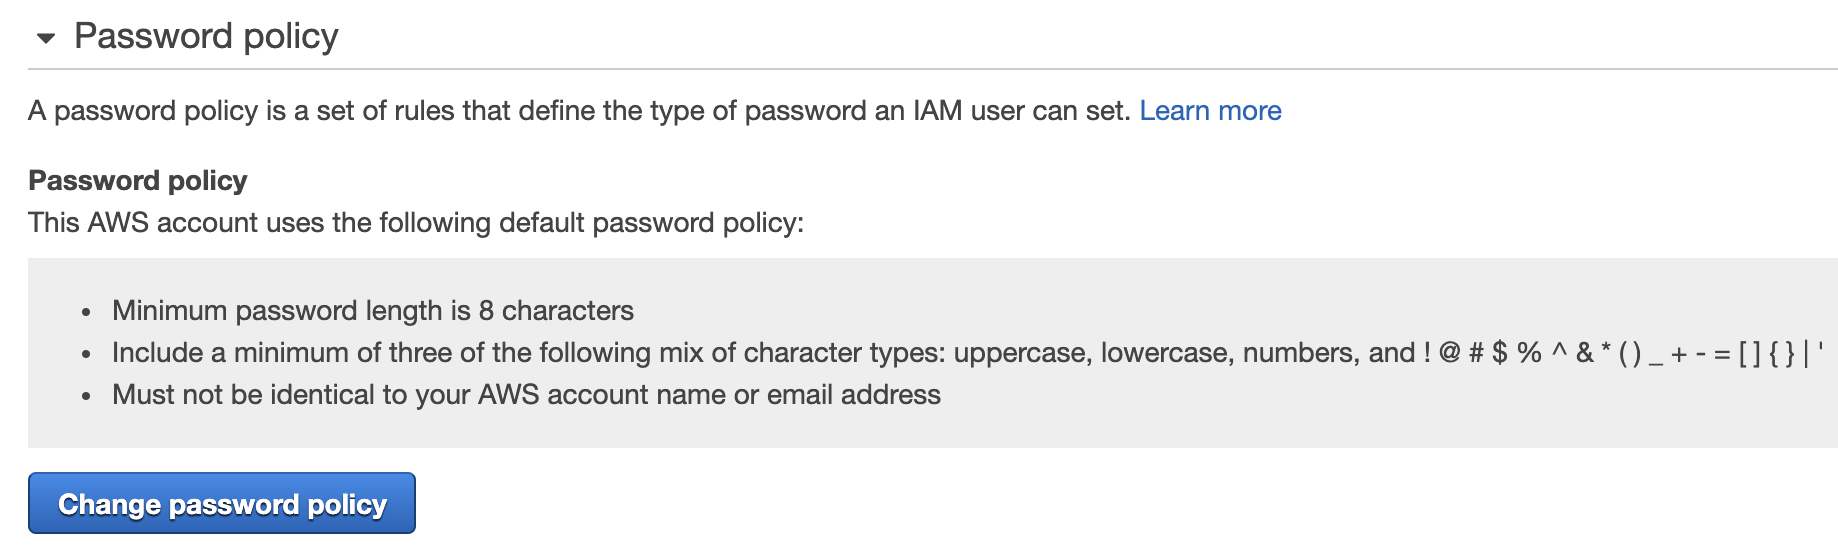 Password policy
A password policy is a set of rules that define the type of password an IAM user can set. Learn more
Password policy
This AWS account uses the following default password policy:
• Minimum password length is 8 characters
• Include a minimum of three of the following mix of character types: uppercase, lowercase, numbers, and ! @ # $ % ^ & * ( ) _ + - = [ ] { } | '
• Must not be identical to your AWS account name or email address
Change password policy